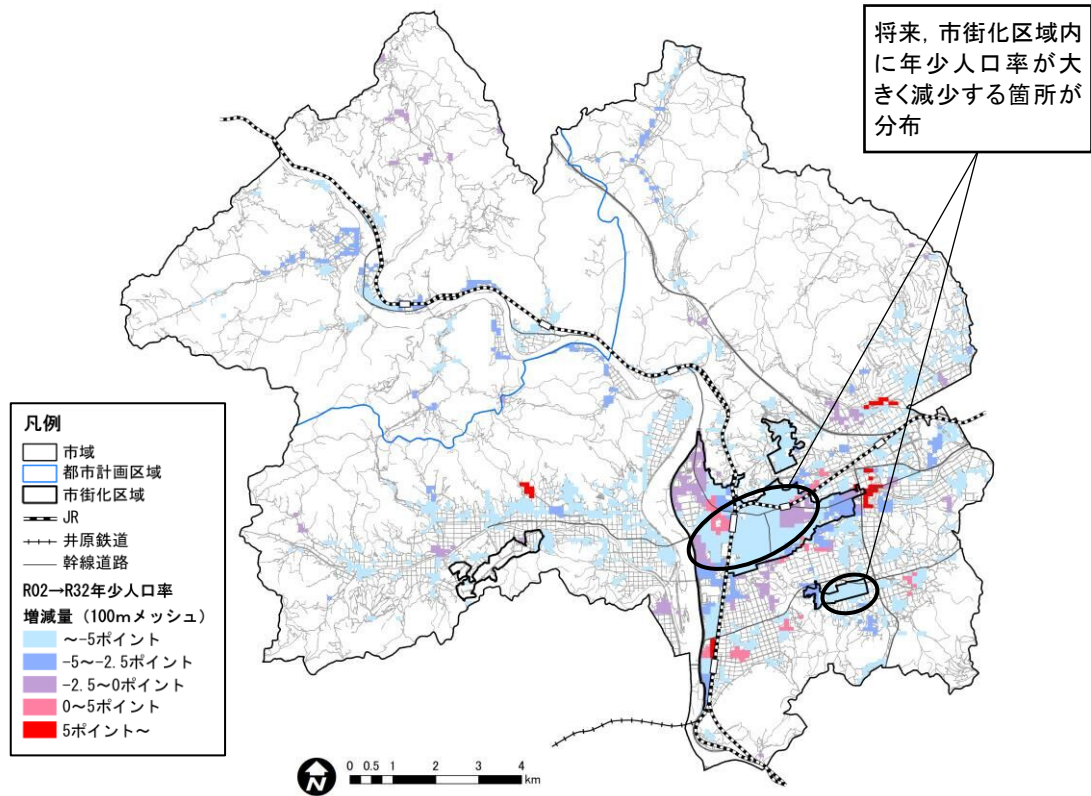 将来，市街化区域内
に年少人口率が大
きく減少する箇所が
分布
凡例
市域
都市計画区域
市街化区域
JR
井原鉄道
幹線道路
R02→R32年少人口率
増減量（100mメッシュ）
～-5ポイント
-5～-2.5ポイント
-2.5～0ポイント
0～5ポイント
5ポイント～
N
0 0.5 1 2 3 4
km